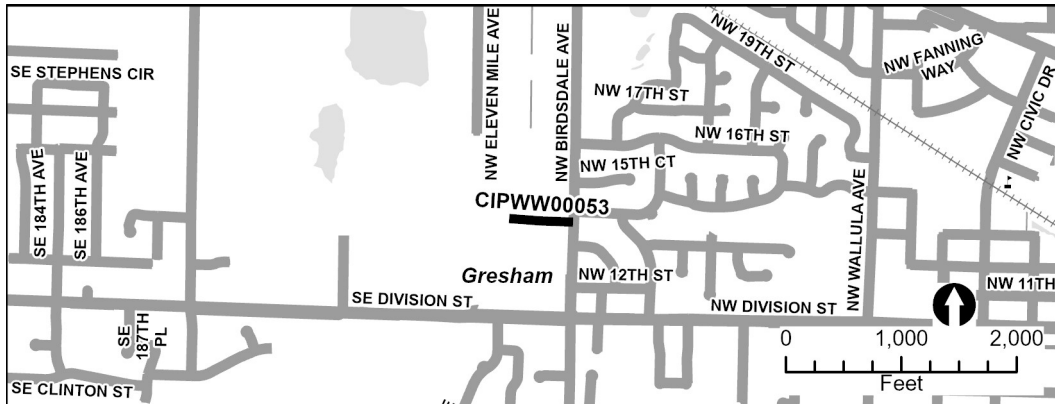 NW 19TH ST
NW FANNING
WAY
SE STEPHENS CIR
NW ELEVEN MILE AVE
NW BIRDSDALE AVE
NW CIVIC DR
NW 17TH ST
NW 16TH ST
NW 15TH CT
SE 184TH AVE
SE 186TH AVE
NW WALLULA AVE
CIPWW00053
Gresham
NW 12TH ST
NW 11TH
SE DIVISION ST
NW DIVISION ST
SE
187TH
PL
0 1,000 2,000
Feet
SE CLINTON ST